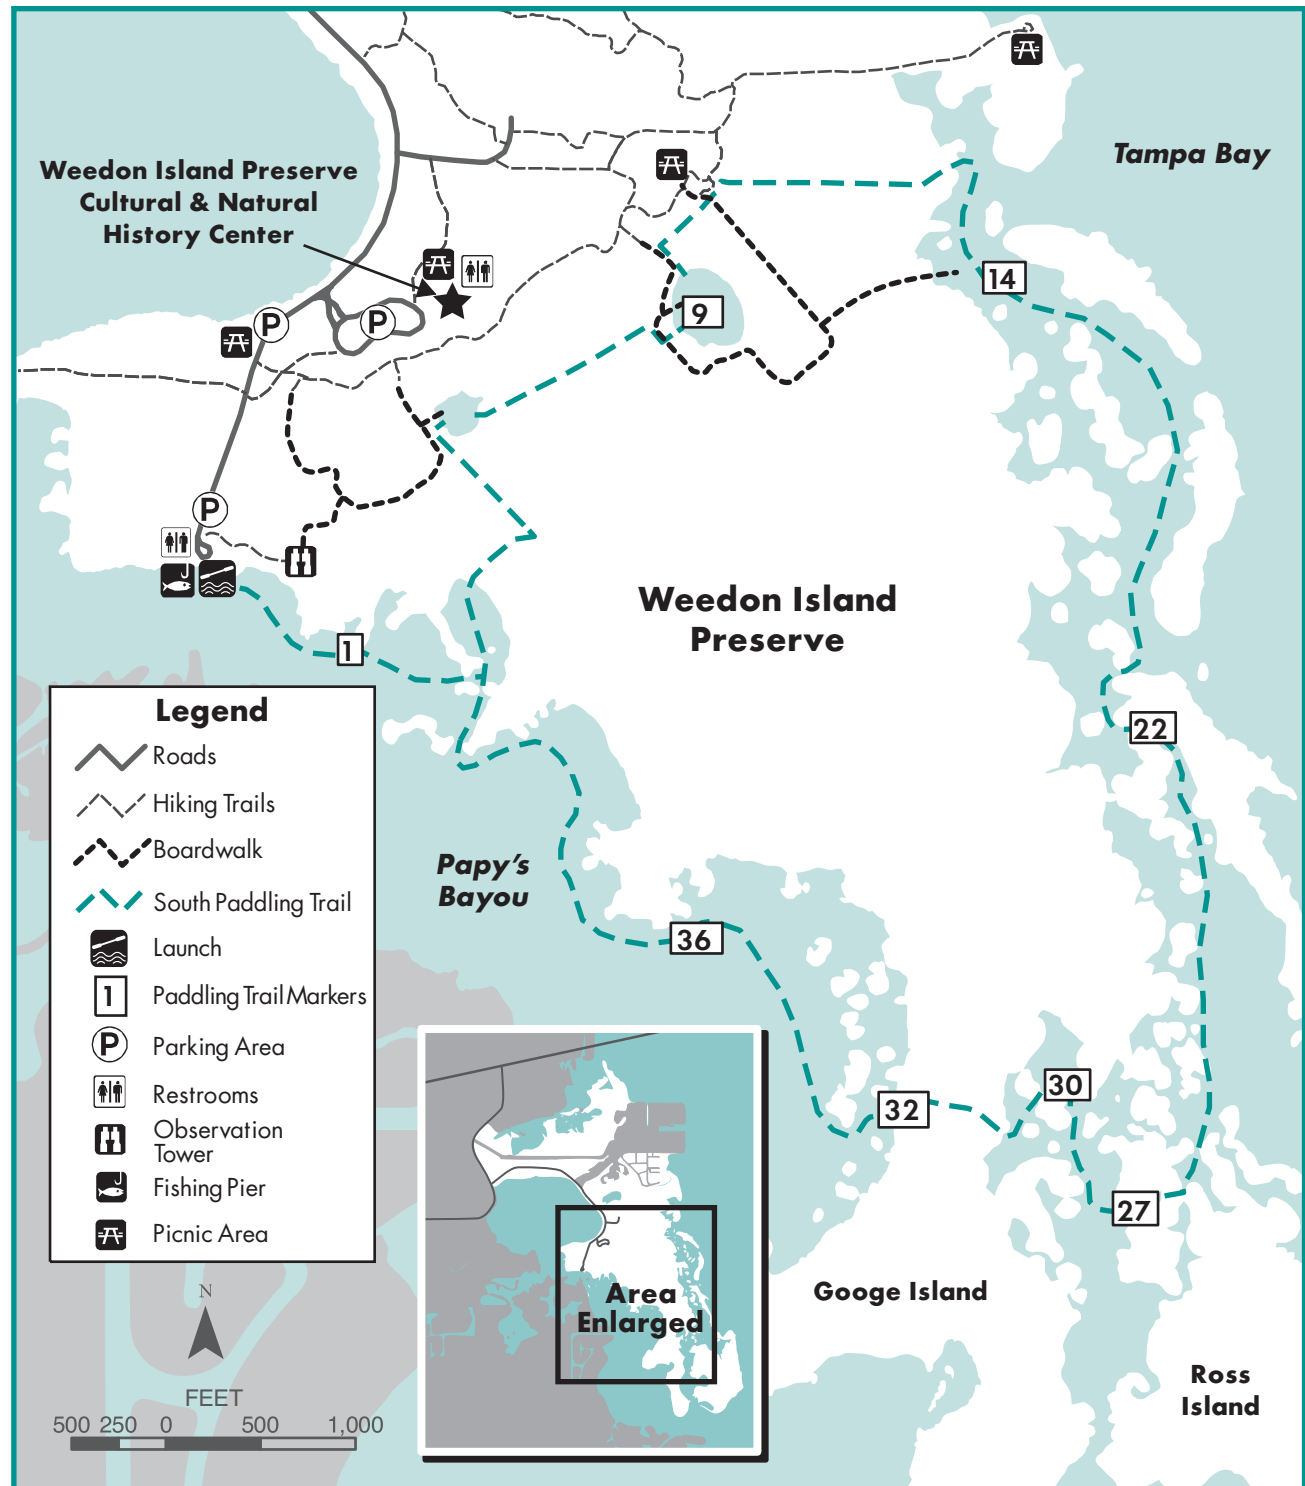 Tampa Bay
Weedon Island Preserve
Cultural & Natural
History Center
14
9
P
P
P
Weedon Island
Preserve
1
Legend
Roads
Hiking Trails
Boardwalk
South Paddling Trail
Launch
1
Paddling Trail Markers
P
Parking Area
Restrooms
Observation
Tower
Fishing Pier
Picnic Area
22
Papy's
Bayou
36
30
32
27
Googe Island
Ross
Island
Area
Enlarged
N
FEET
500 250 0 500 1,000